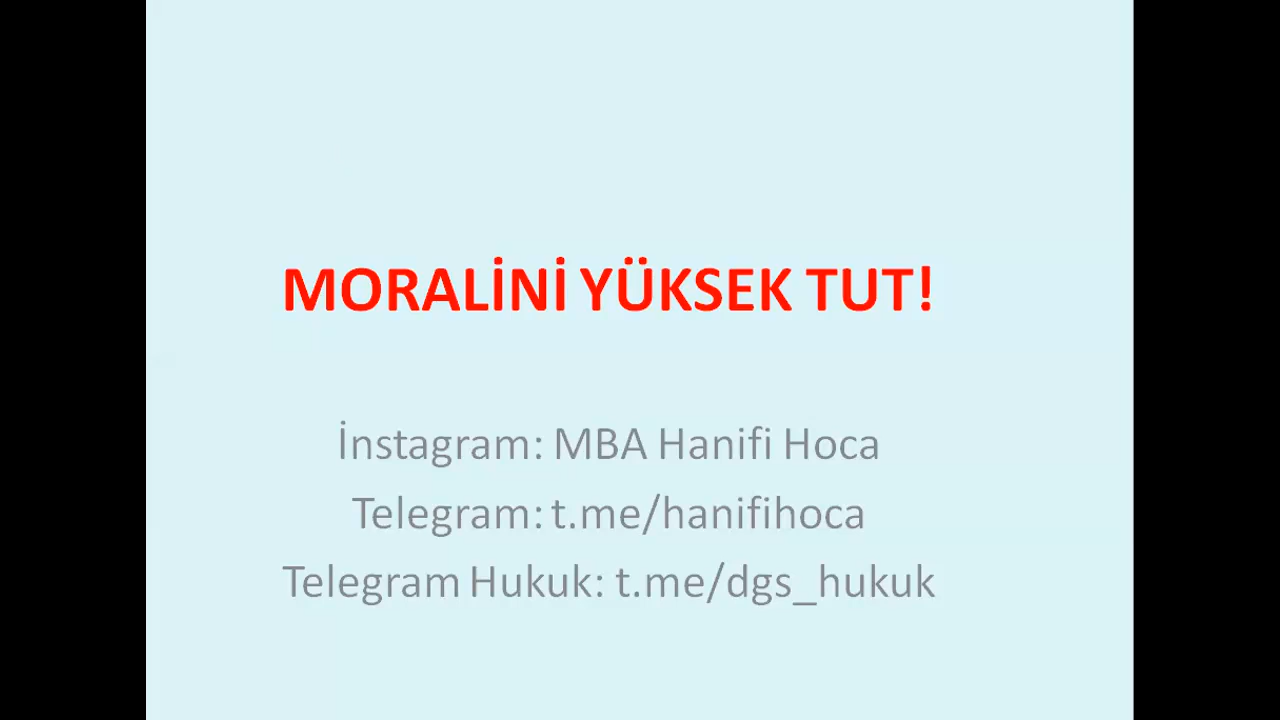 MORALİNİ YÜKSEK TUT!
İnstagram: MBA Hanifi Hoca
Telegram: t.me/hanifihoca
Telegram Hukuk: t.me/dgs_hukuk